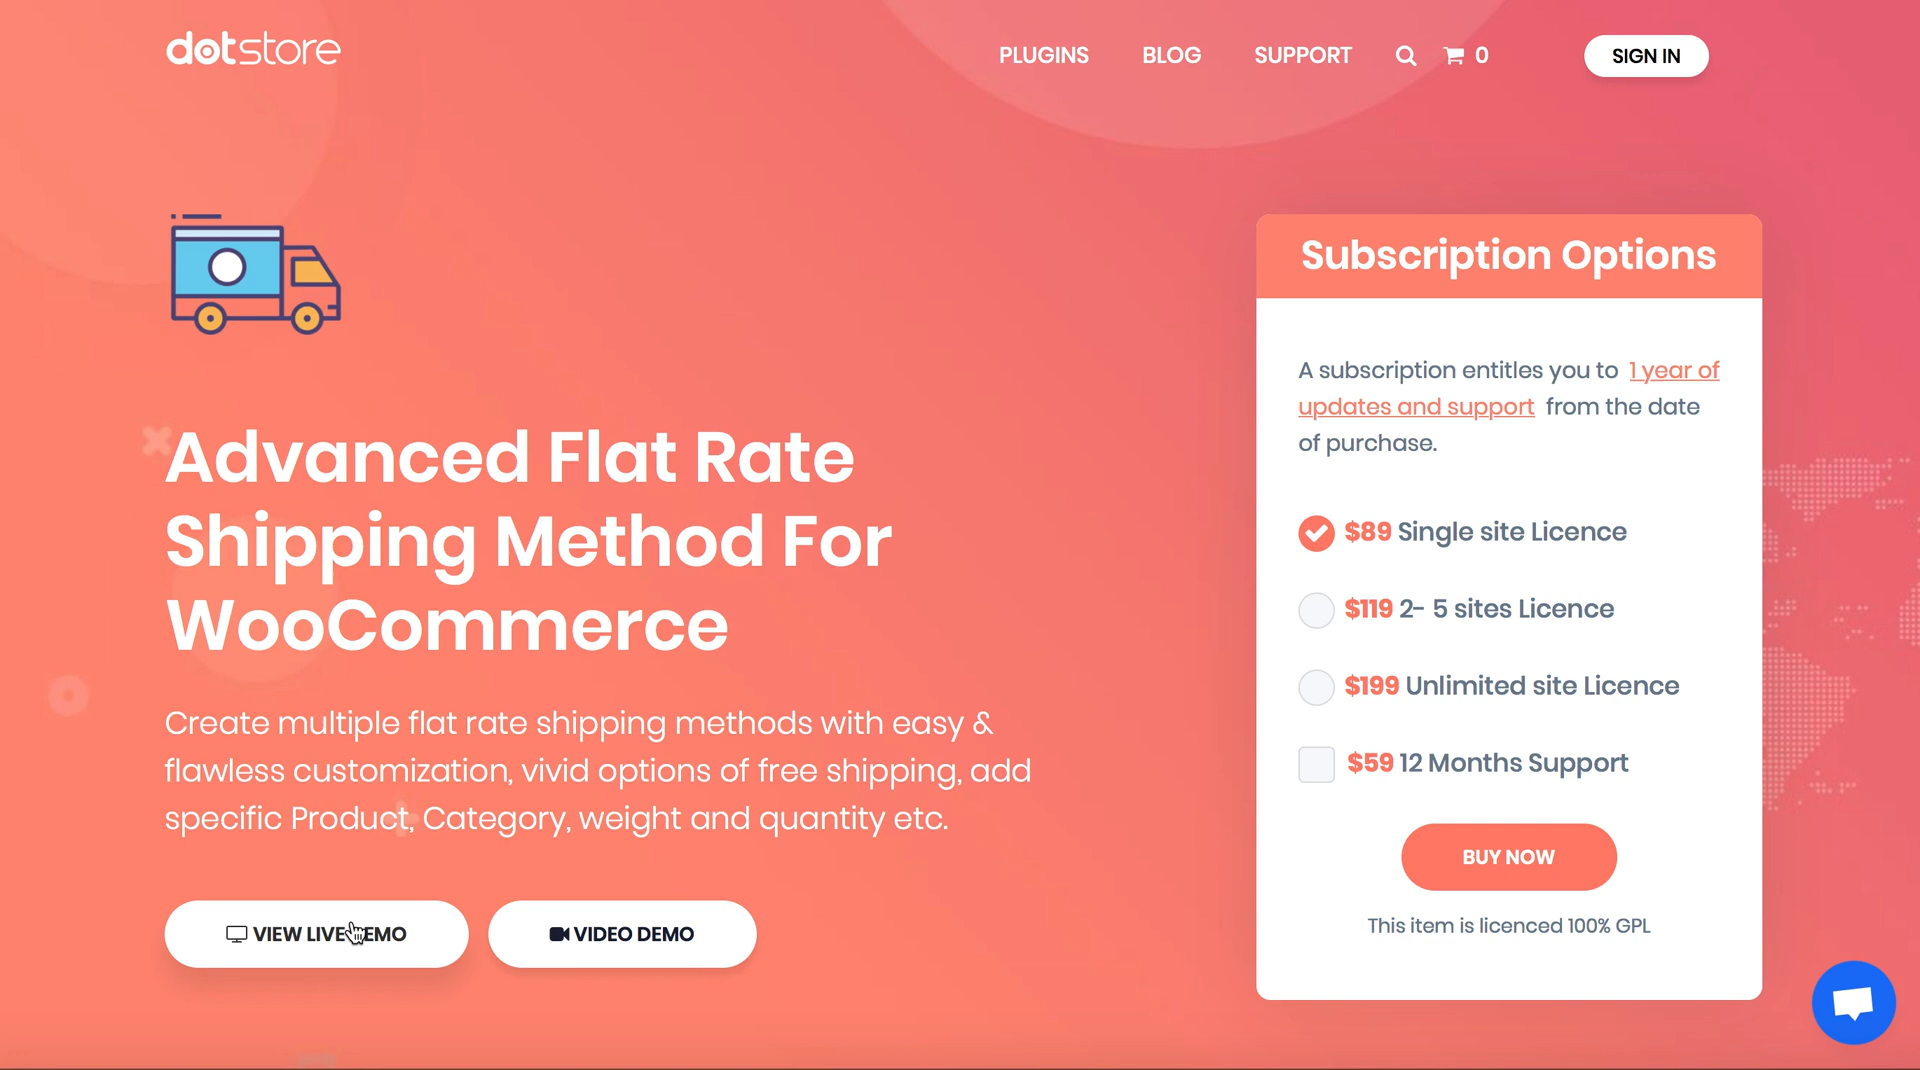 dotstore
PLUGINS BLOG SUPPORT 0 SIGN IN
Advanced Flat Rate
Shipping Method For
WooCommerce
Create multiple flat rate shipping methods with easy &
flawless customization, vivid options of free shipping, add
specific Product, Category, weight and quantity etc.
VIEW LIVE EMO VIDEO DEMO
Subscription Options
A subscription entitles you to 1 year of
updates and support from the date
of purchase.
$89 Single site Licence
$119 2- 5 sites Licence
$199 Unlimited site Licence
$59 12 Months Support
BUY NOW
This item is licenced 100% GPL